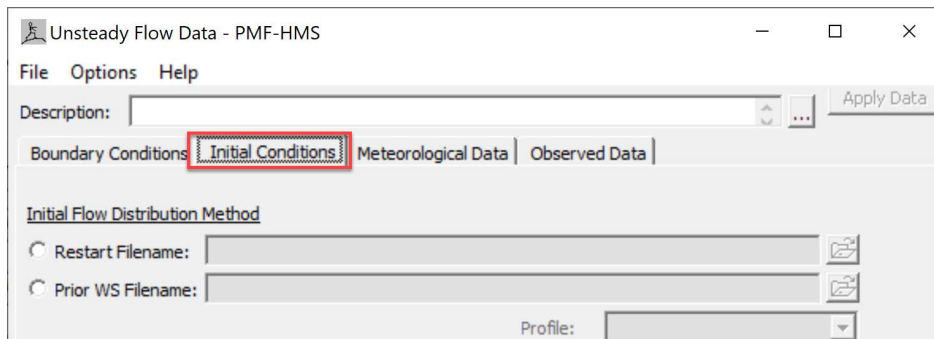 Unsteady Flow Data - PMF-HMS
File Options Help
Description:
... Apply Data
Boundary Conditions Initial Conditions Meteorological Data Observed Data
Initial Flow Distribution Method
Restart Filename:
Prior WS Filename:
Profile: